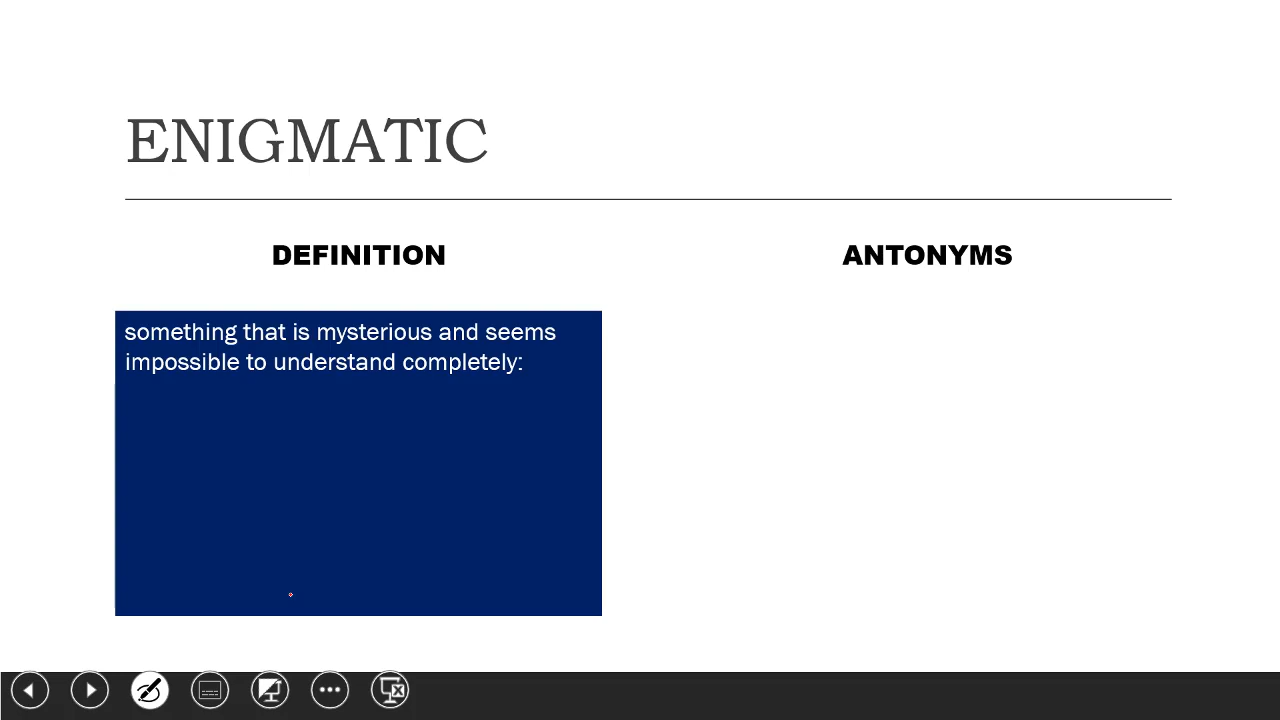 ENIGMATIC
DEFINITION
something that is mysterious and seems
impossible to understand completely:
ANTONYMS